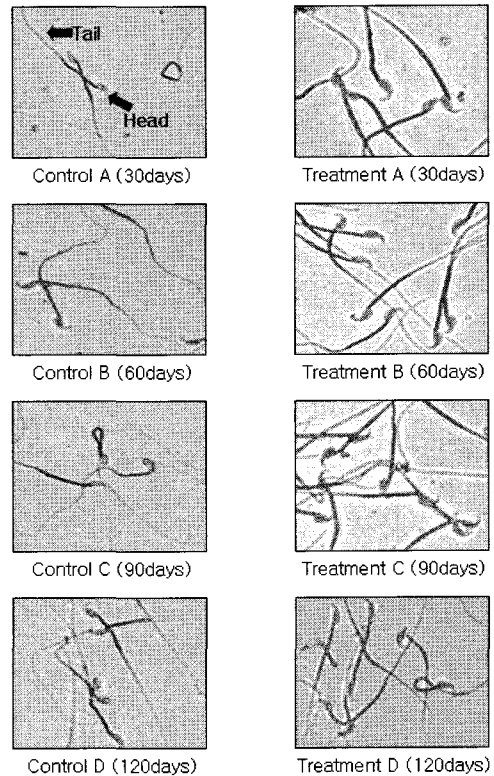 Tail
Head
Control A (30days)
Treatment A (30days)
Control B (60days)
Treatment B (60days)
Control C (90days)
Treatment C (90days)
Control D (120days)
Treatment D (120days)